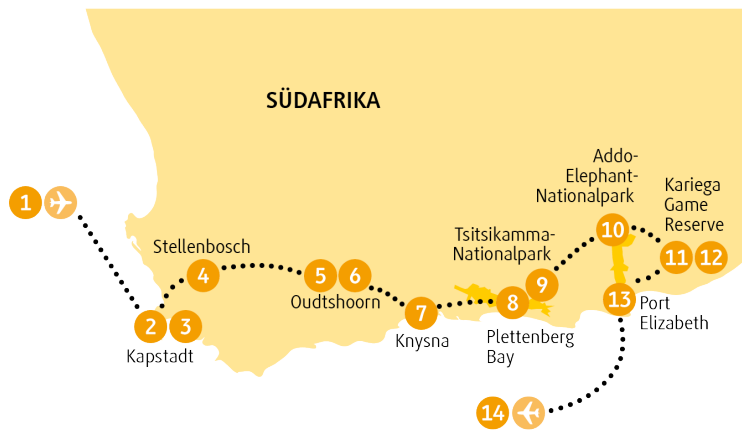 SÜDAFRIKA
Addo-
Elephant-
Nationalpark
Kariega
Game
Reserve
1
10
Tsitsikamma-
Nationalpark
Stellenbosch
4
5 6
11 12
9
Oudtshoorn
13
8
Port
Elizabeth
7
2 3
Knysna
Plettenberg
Bay
Kapstadt
14